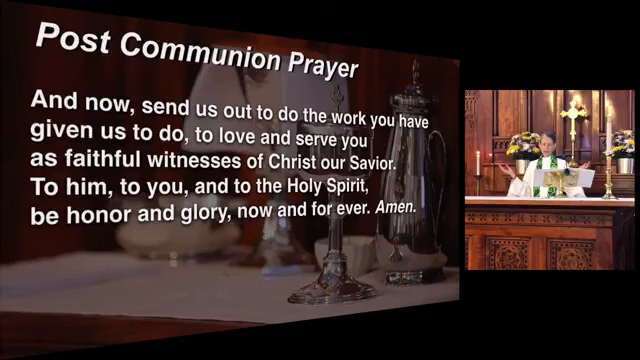 Post Communion Prayer
And now, send us out to do the work you have
given us to do, to love and serve you
as faithful witnesses of Christ our Savior.
To him, to you, and to the Holy Spirit,
be honor and glory, now and for ever. Amen.